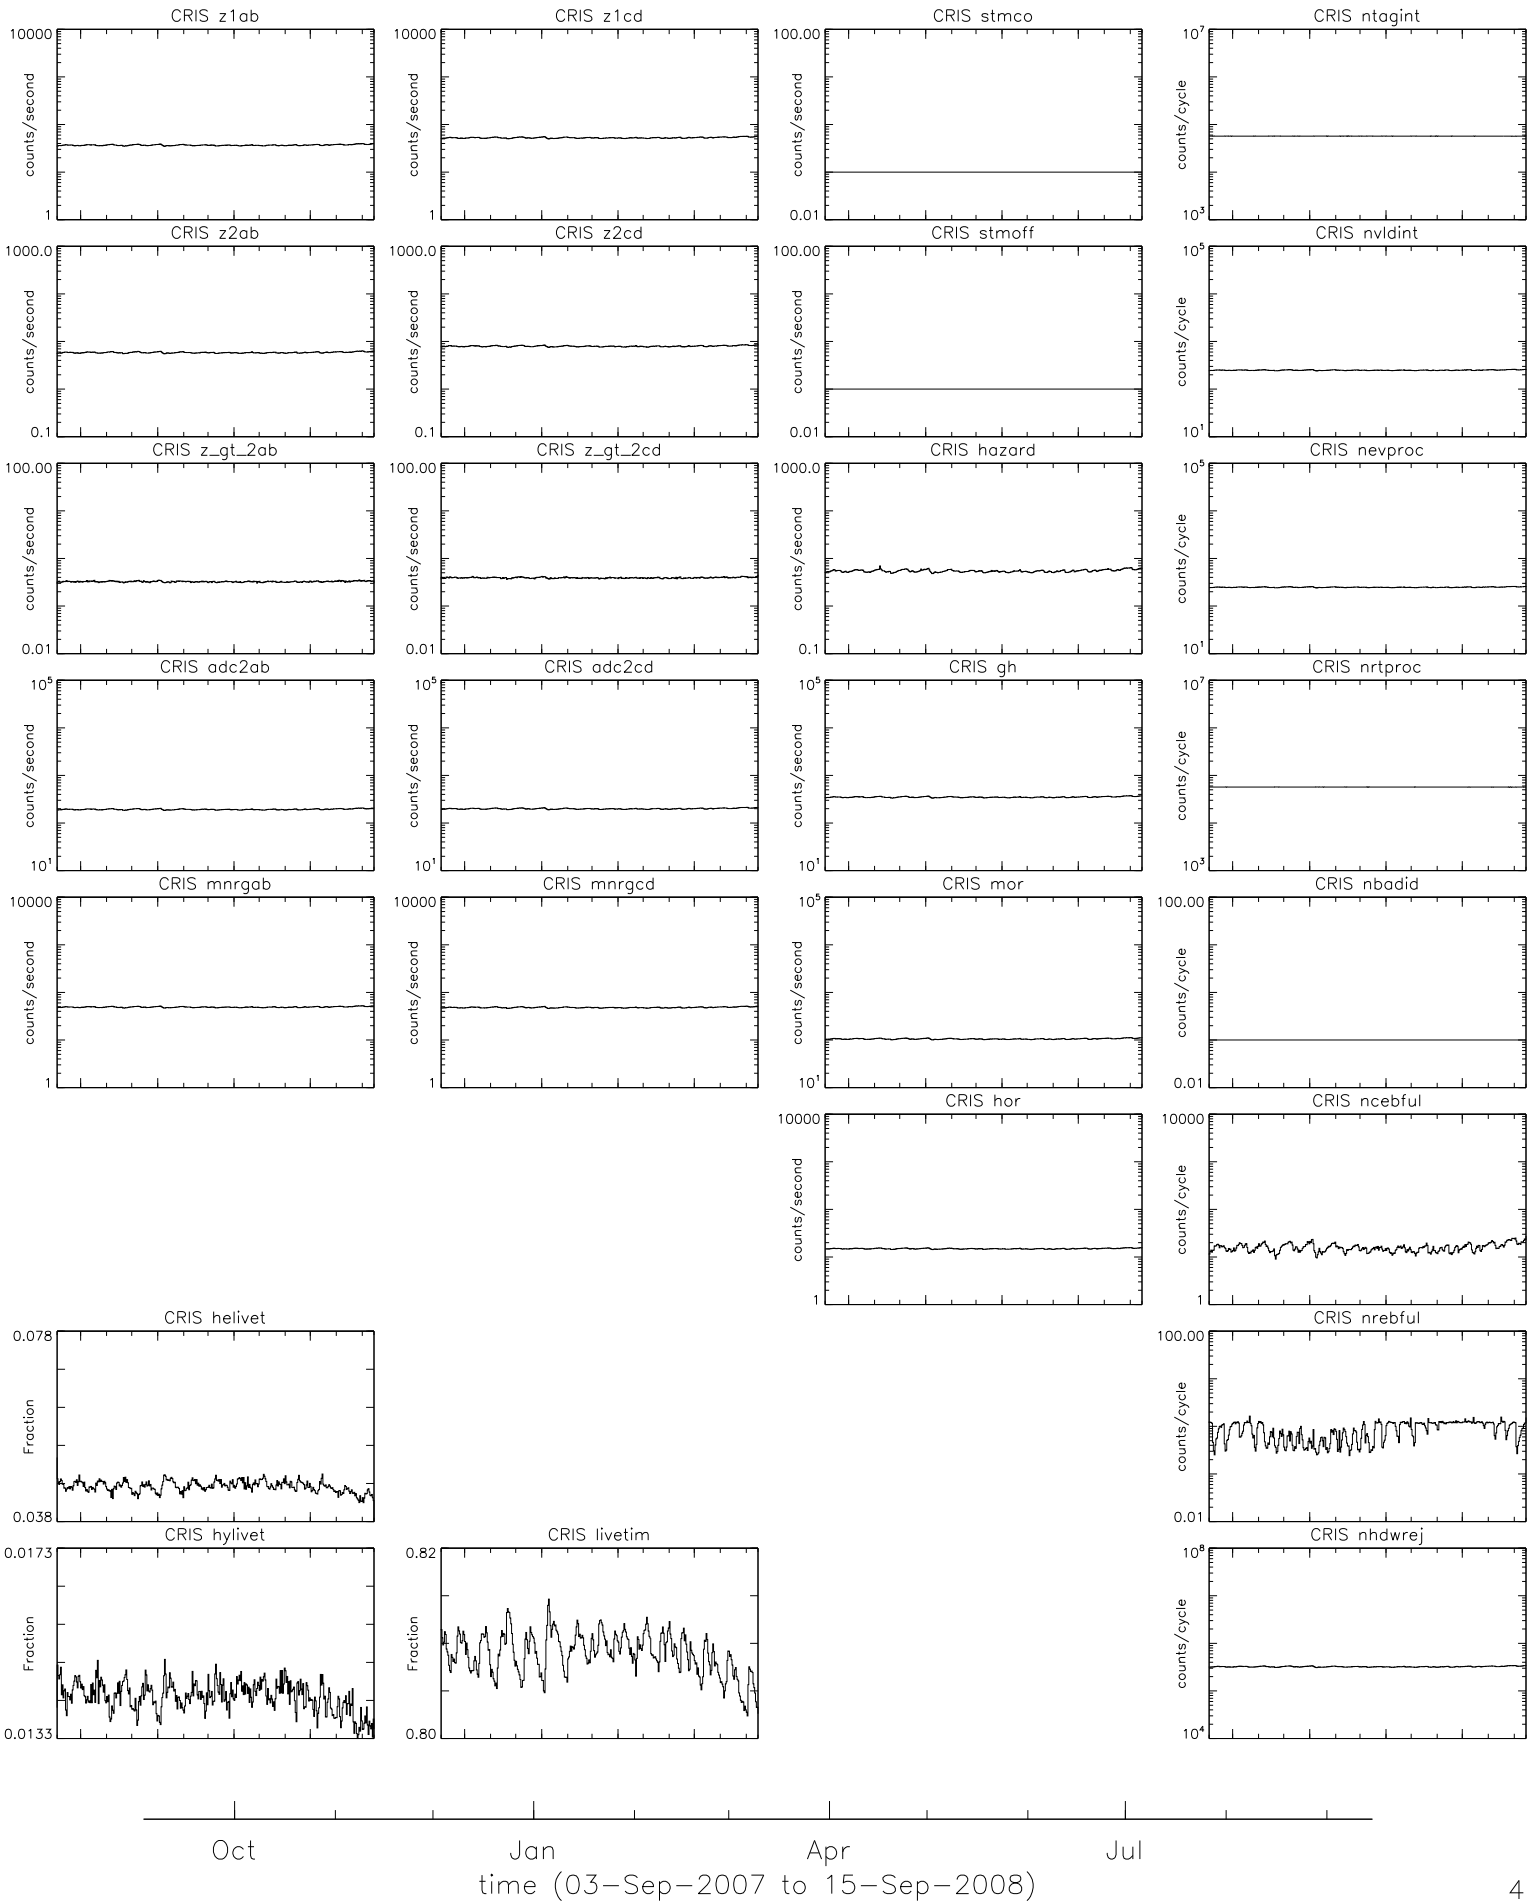 CRIS z1ab
CRIS z1cd
CRIS stmco
CRIS ntagint
10000
counts/second
1
10000
counts/second
1
100.00
counts/second
0.01
10⁷
counts/cycle
10³
CRIS z2ab
CRIS z2cd
CRIS stmoff
CRIS nvldint
1000.0
counts/second
0.1
1000.0
counts/second
0.1
100.00
counts/second
0.01
10⁵
counts/cycle
10¹
CRIS z_gt_2ab
CRIS z_gt_2cd
CRIS hazard
CRIS nevproc
100.00
counts/second
0.01
100.00
counts/second
0.01
1000.0
counts/second
0.1
10⁵
counts/cycle
10¹
CRIS adc2ab
CRIS adc2cd
CRIS gh
CRIS nrtproc
10⁵
counts/second
10¹
10⁵
counts/second
10¹
10⁵
counts/second
10¹
10⁷
counts/cycle
10³
CRIS mnrgab
CRIS mnrgcd
CRIS mor
CRIS nbadid
10000
counts/second
1
10000
counts/second
1
10⁵
counts/second
10¹
100.00
counts/cycle
0.01
CRIS hor
CRIS ncebful
10000
counts/second
1
10000
counts/cycle
1
CRIS helivet
CRIS nrebful
0.078
Fraction
0.038
100.00
counts/cycle
0.01
CRIS hylivet
CRIS livetim
CRIS nhdwrej
0.0173
Fraction
0.0133
0.82
Fraction
0.80
10⁸
counts/cycle
10⁴
Oct
Jan
Apr
Jul
time (03-Sep-2007 to 15-Sep-2008)
4